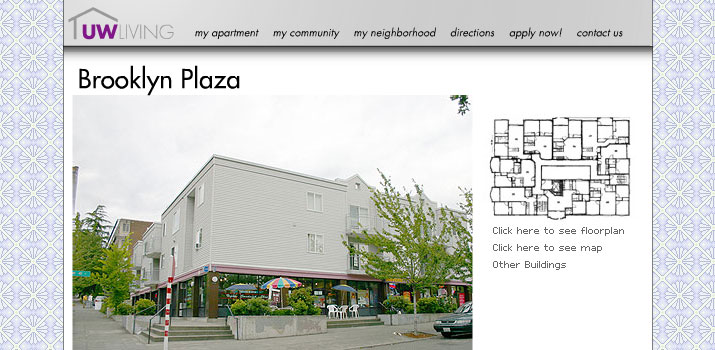 UWLIVING
my apartment my community my neighborhood directions apply now! contact us
Brooklyn Plaza
Click here to see floorplan
Click here to see map
Other Buildings